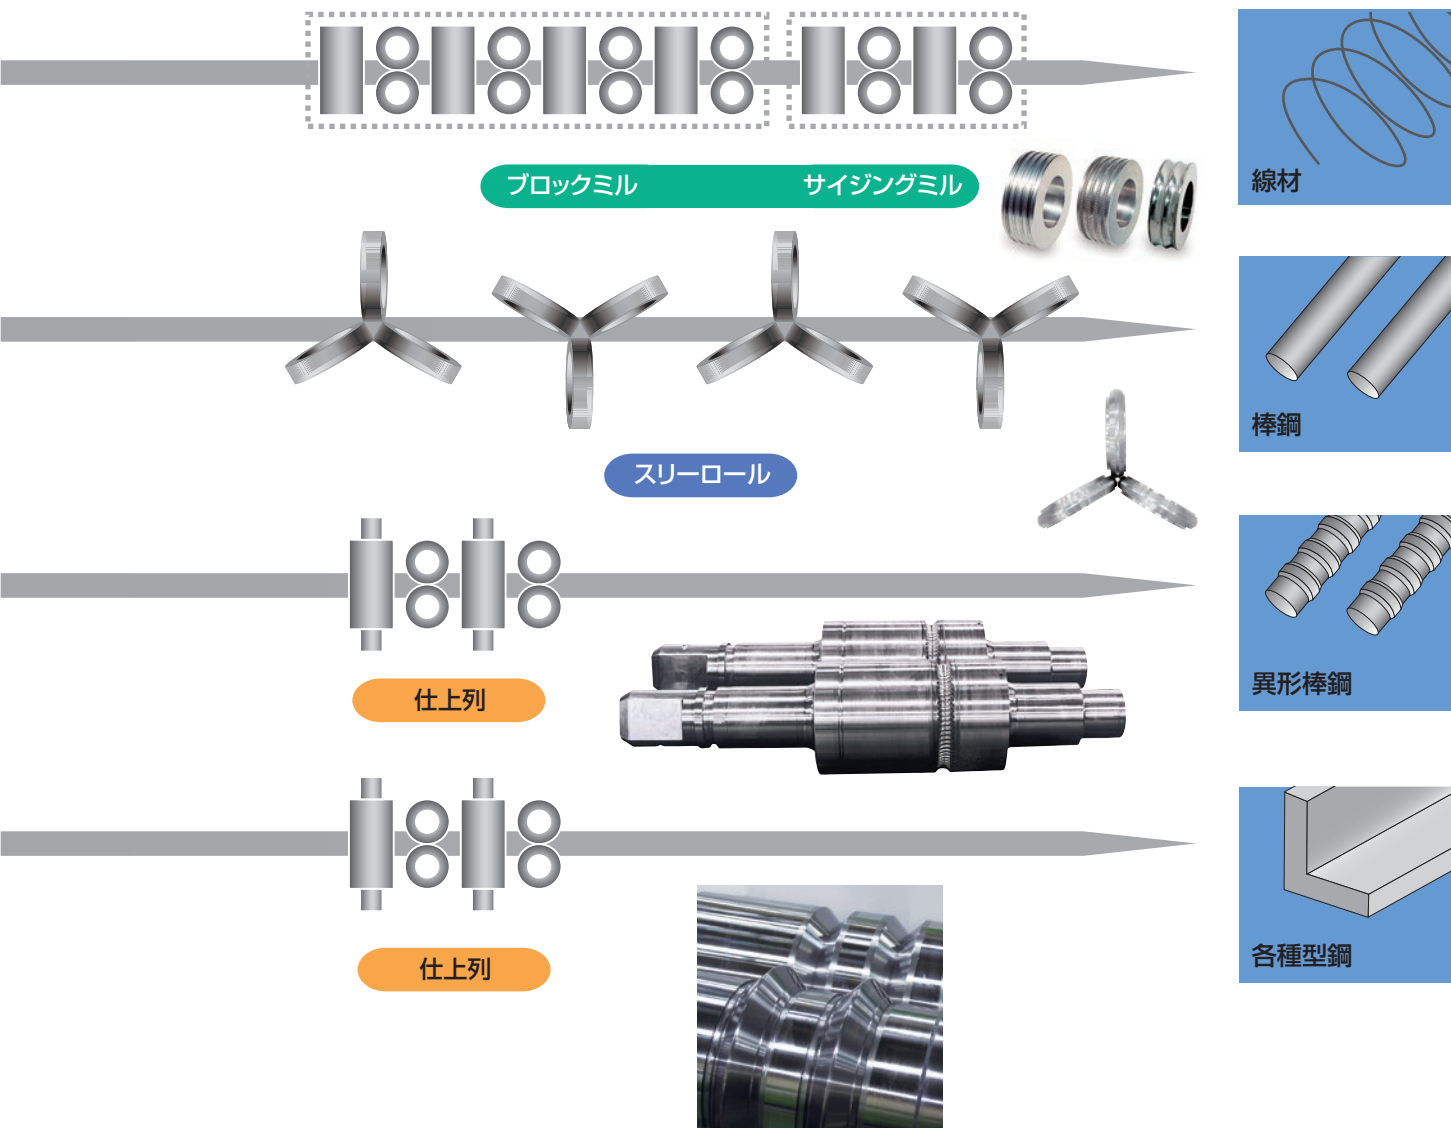 ブロックミル
サイジングミル
線材
スリーロール
棒鋼
仕上列
異形棒鋼
仕上列
各種型鋼